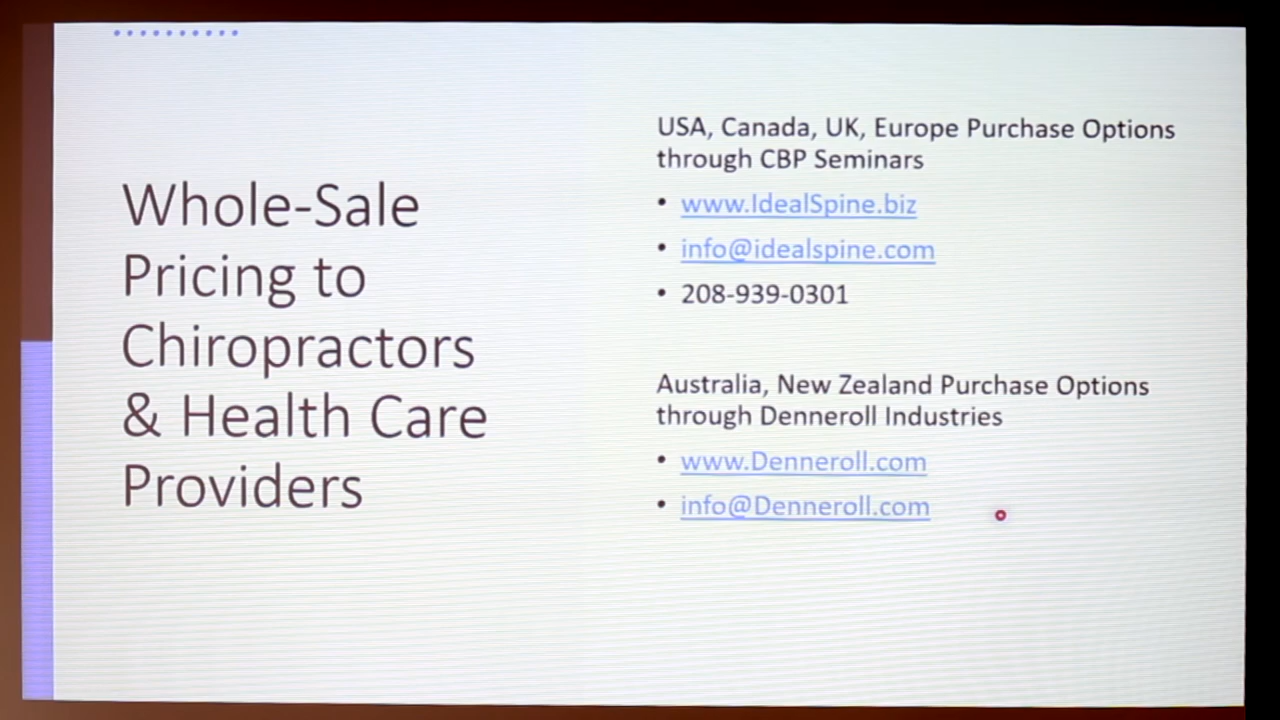 Whole-Sale
Pricing to
Chiropractors
& Health Care
Providers
USA, Canada, UK, Europe Purchase Options
through CBP Seminars
• www.IdealSpine.biz
• info@idealspine.com
• 208-939-0301
Australia, New Zealand Purchase Options
through Denneroll Industries
• www.Denneroll.com
• info@Denneroll.com